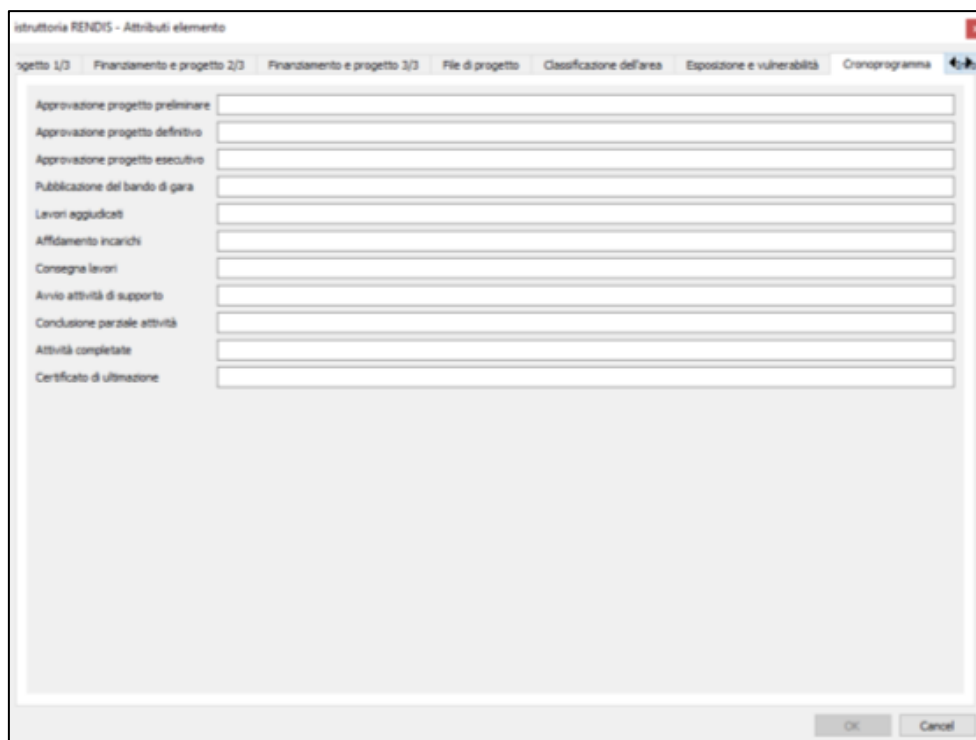 istruttoria RENDIS - Attributi elemento
ogetto 1/3 Finanziamento e progetto 2/3 Finanziamento e progetto 3/3 File di progetto Classificazione dell'area Esposizione e vulnerabilità Cronoprogramma
Approvazione progetto preliminare
Approvazione progetto definitivo
Approvazione progetto esecutivo
Pubblicazione del bando di gara
Lavori aggiudicati
Affidamento incarichi
Consegna lavori
Avvio attività di supporto
Conclusione parziale attività
Attività completate
Certificato di ultimazione
OK Cancel